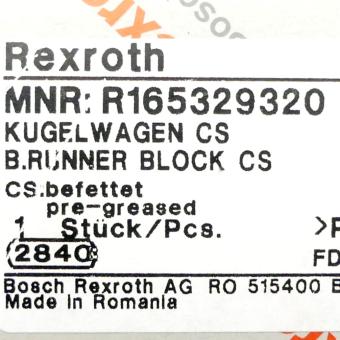 Rexroth
MNR: R165329320
KUGELWAGEN CS
B.RUNNER BLOCK CS
CS.befettet
pre-greased
1 Stück/Pcs. >P
2840 FD
Bosch Rexroth AG RO 515400 B
Made in Romania